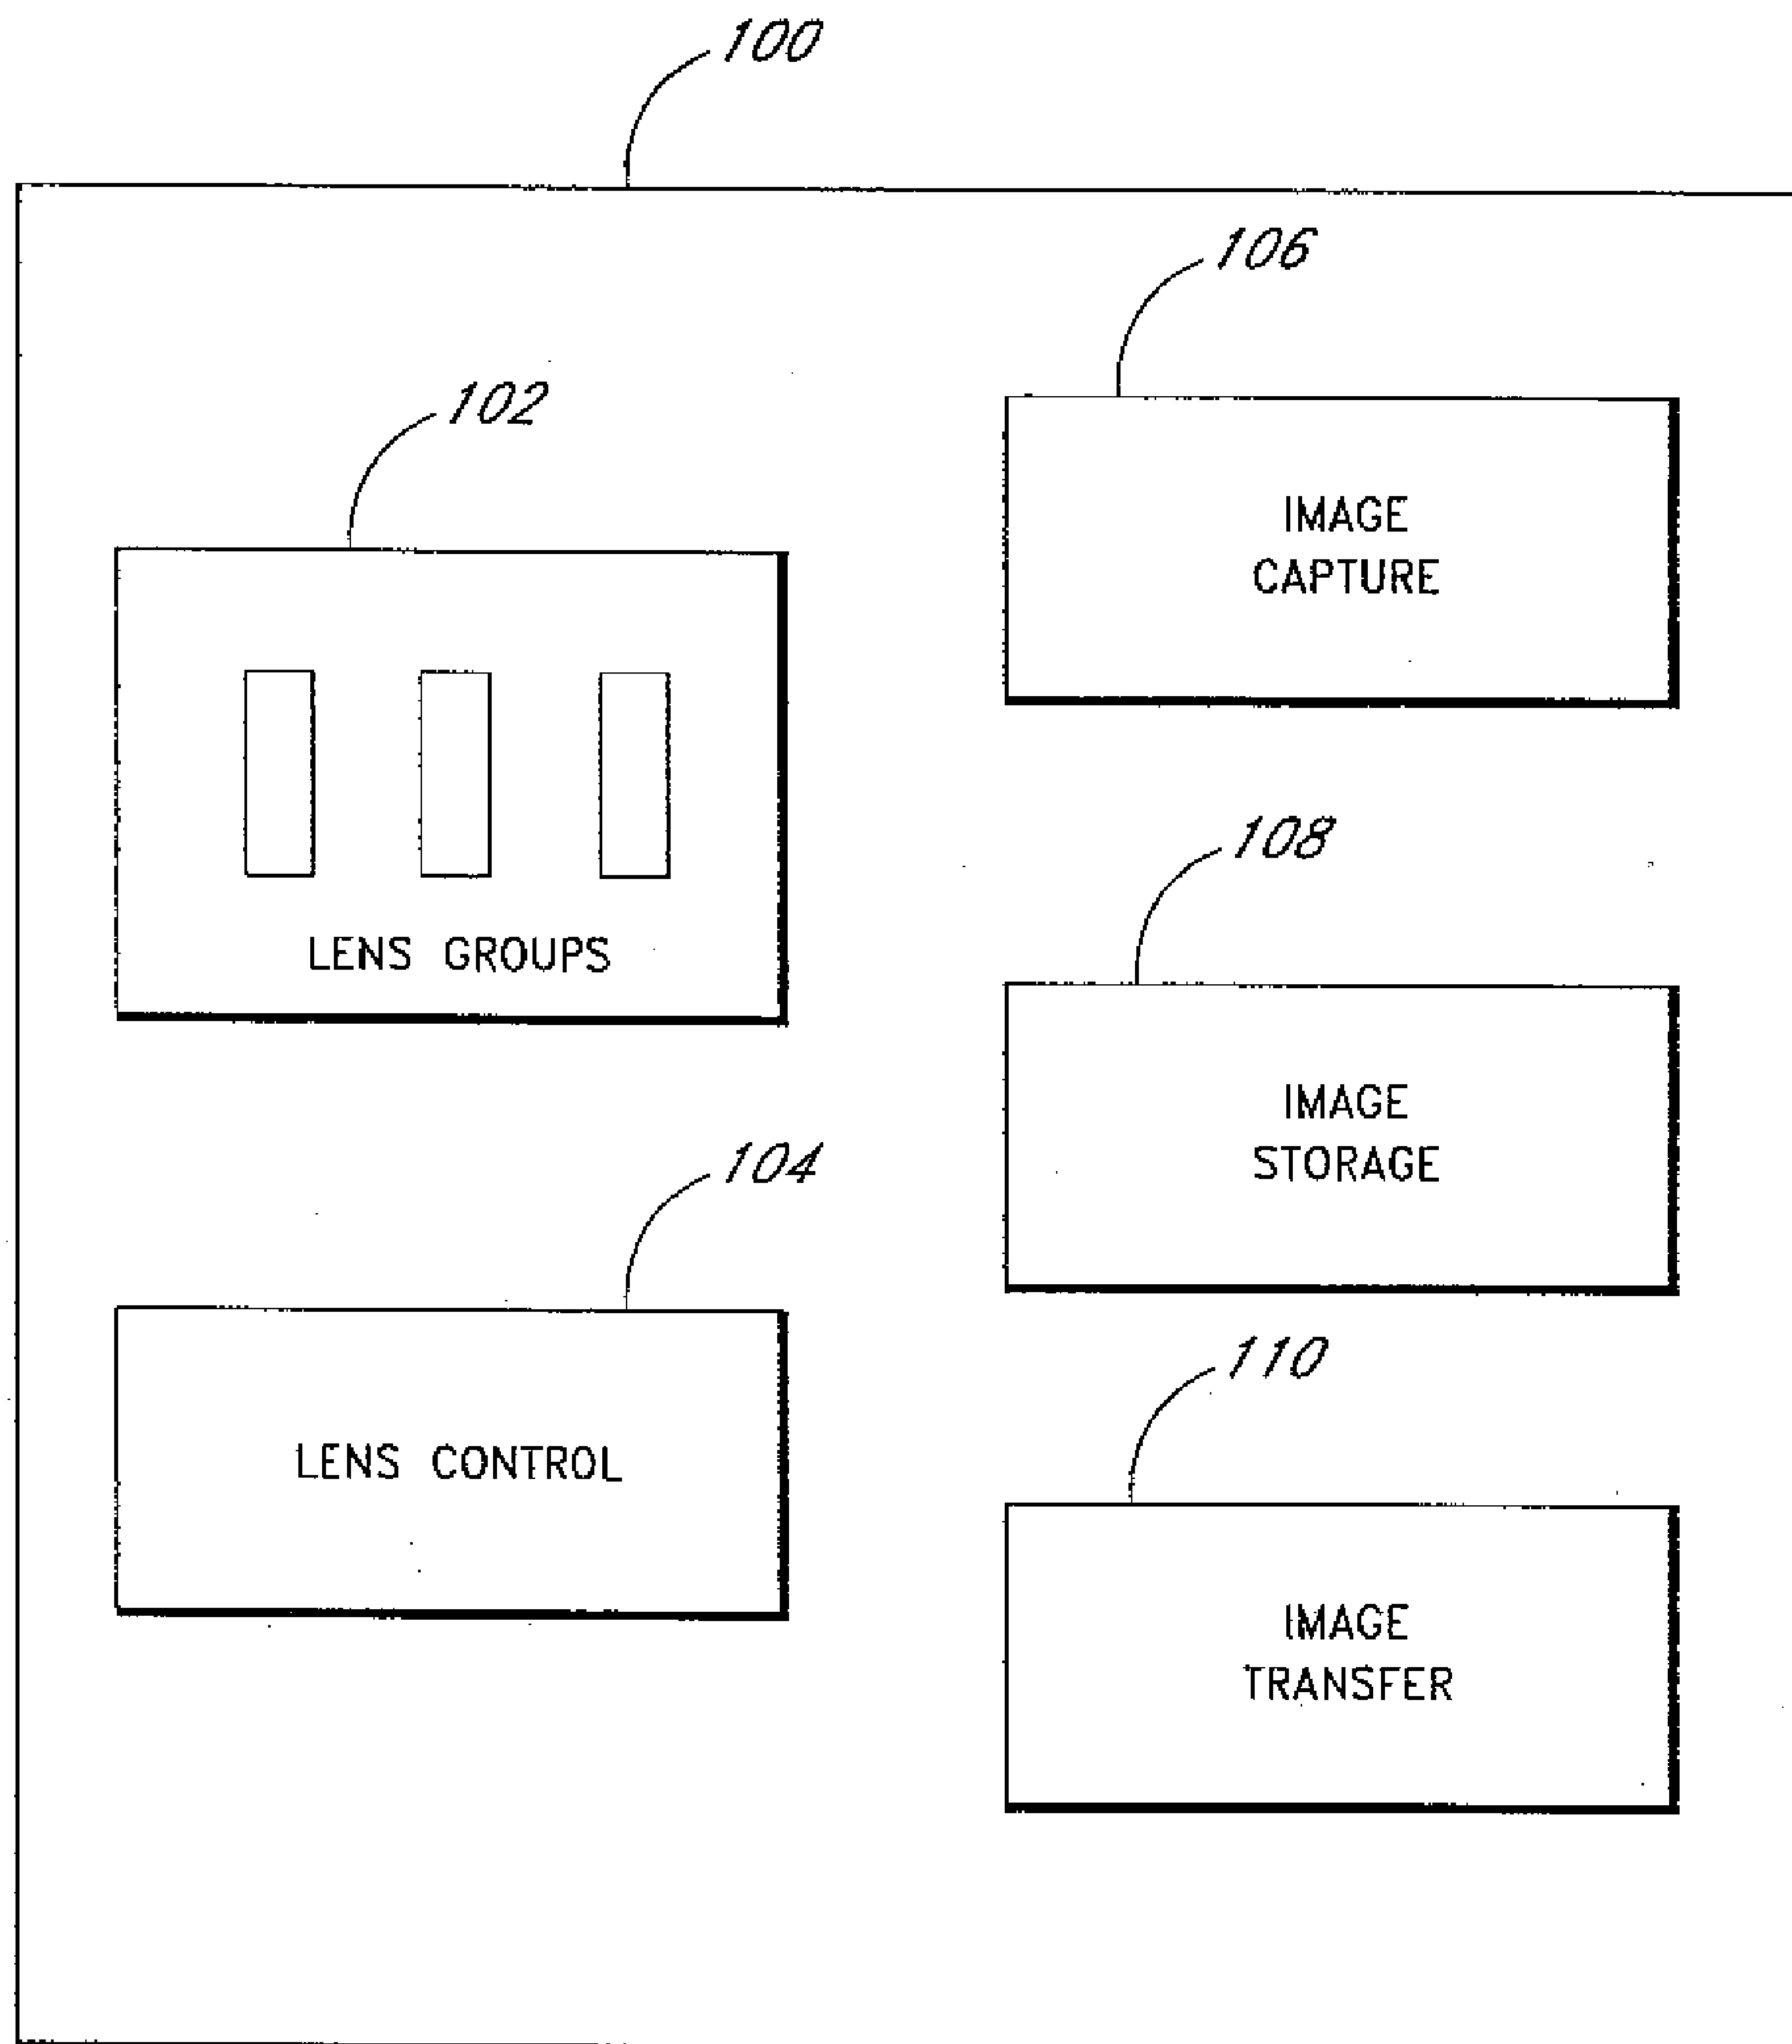 100
102
LENS GROUPS
104
LENS CONTROL
106
IMAGE
CAPTURE
108
IMAGE
STORAGE
110
IMAGE
TRANSFER